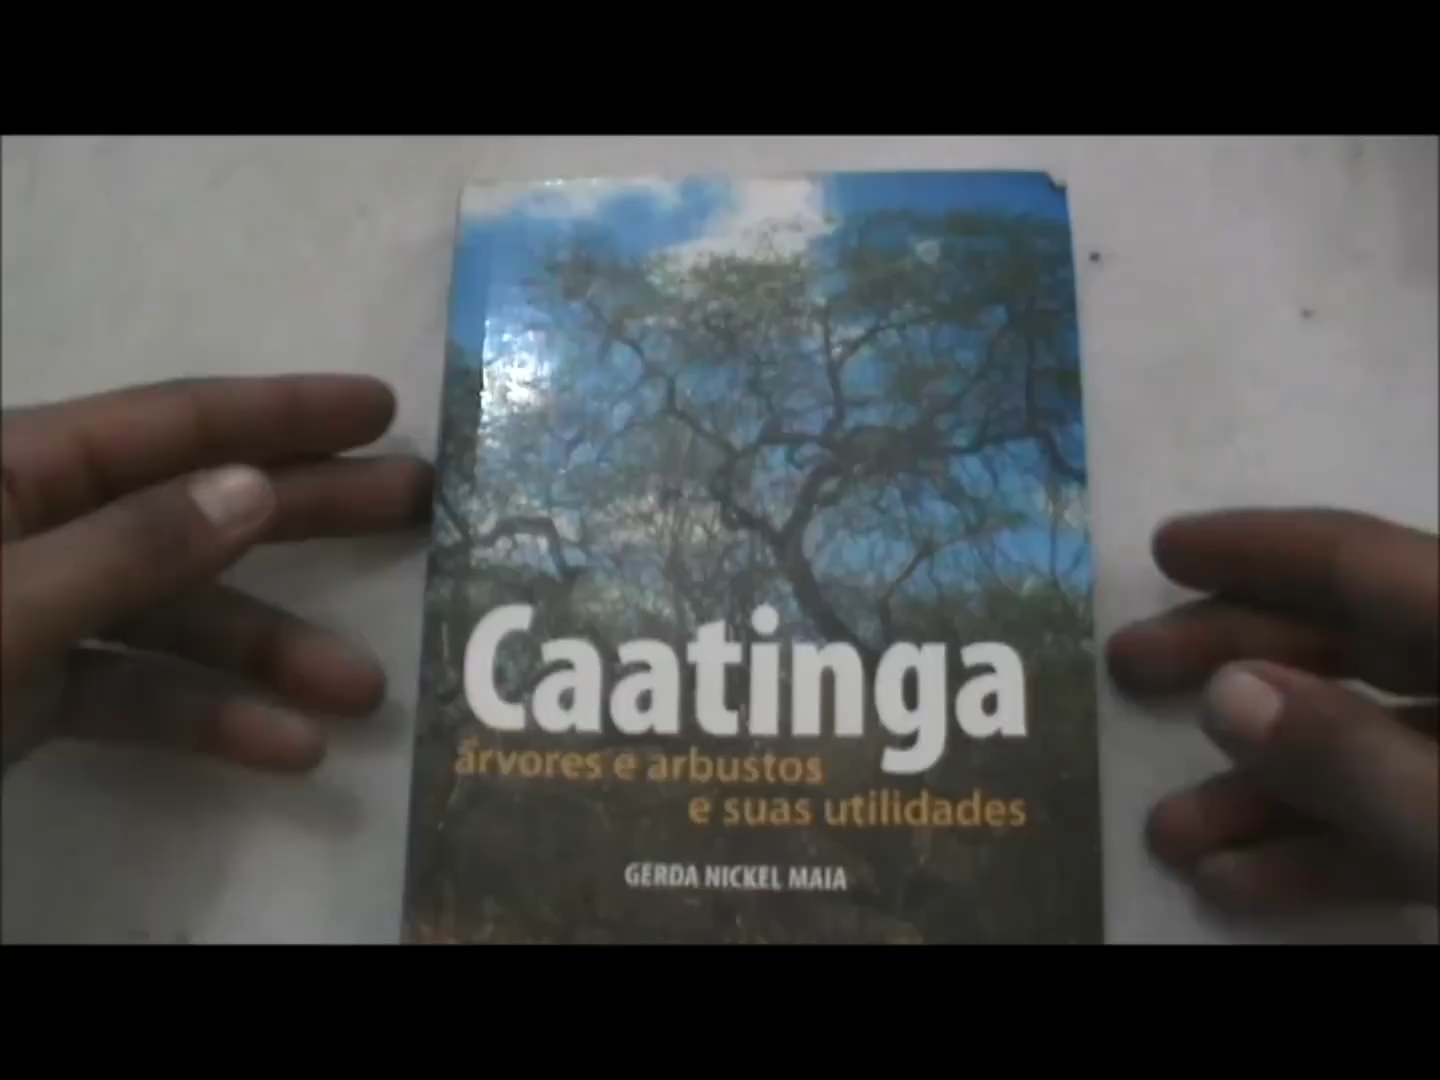 Caatinga
árvores e arbustos
e suas utilidades
GERDA NICKEL MAIA